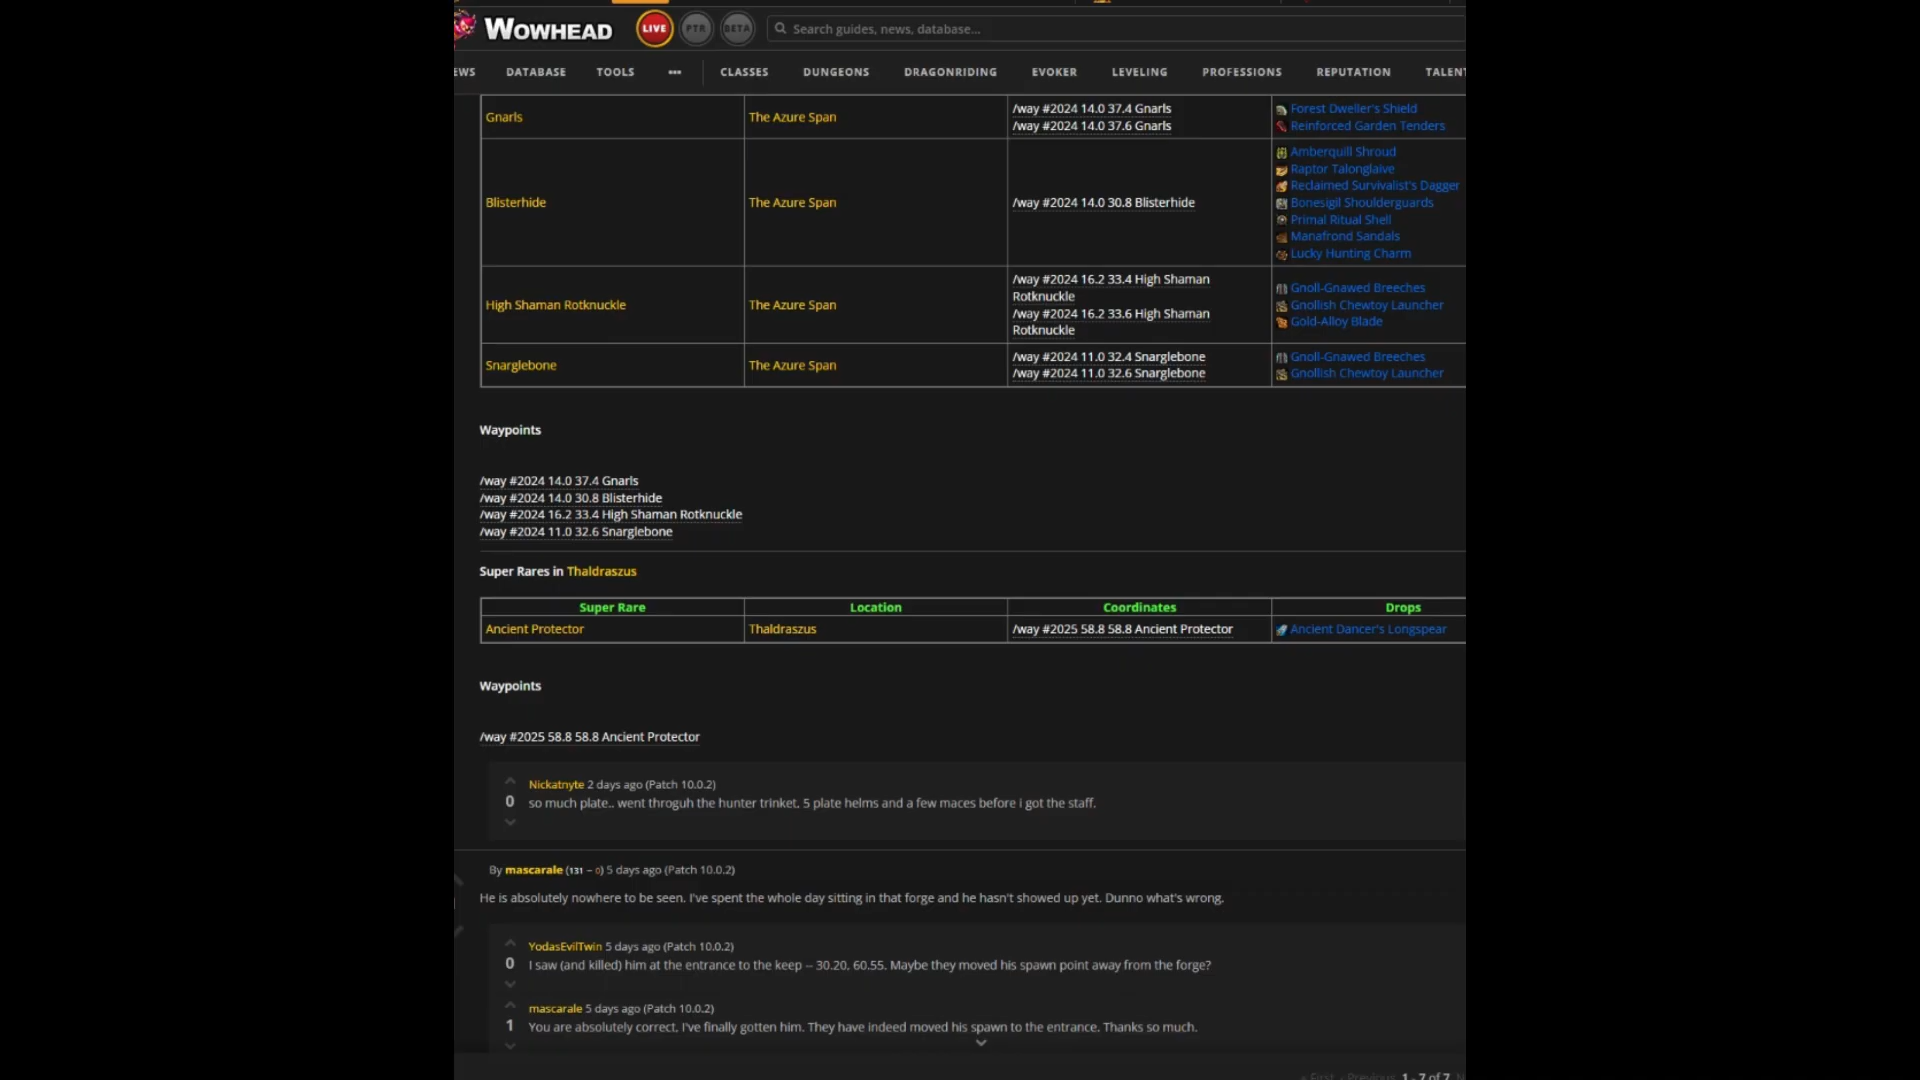 WOWHEAD LIVE PTR BETA Search guides, news, database...
EWS DATABASE TOOLS ••• CLASSES DUNGEONS DRAGONRIDING EVOKER LEVELING PROFESSIONS REPUTATION TALENT
Gnarls The Azure Span /way #2024 14.0 37.4 Gnarls Forest Dweller's Shield
/way #2024 14.0 37.6 Gnarls Reinforced Garden Tenders
Amberquill Shroud
Raptor Talonglaive
Reclaimed Survivalist's Dagger
Blisterhide The Azure Span /way #2024 14.0 30.8 Blisterhide Bonesigil Shoulderguards
Primal Ritual Shell
Manafrond Sandals
Lucky Hunting Charm
/way #2024 16.2 33.4 High Shaman Gnoll-Gnawed Breeches
Rotknuckle
High Shaman Rotknuckle The Azure Span Gnollish Chewtoy Launcher
/way #2024 16.2 33.6 High Shaman Gold-Alloy Blade
Rotknuckle
Snarglebone The Azure Span /way #2024 11.0 32.4 Snarglebone Gnoll-Gnawed Breeches
/way #2024 11.0 32.6 Snarglebone Gnollish Chewtoy Launcher
Waypoints
/way #2024 14.0 37.4 Gnarls
/way #2024 14.0 30.8 Blisterhide
/way #2024 16.2 33.4 High Shaman Rotknuckle
/way #2024 11.0 32.6 Snarglebone
Super Rares in Thaldraszus
Super Rare Location Coordinates Drops
Ancient Protector Thaldraszus /way #2025 58.8 58.8 Ancient Protector Ancient Dancer's Longspear
Waypoints
/way #2025 58.8 58.8 Ancient Protector
Nickatnyte 2 days ago (Patch 10.0.2)
0 so much plate.. went throguh the hunter trinket, 5 plate helms and a few maces before i got the staff.
By mascarale (131 – 0) 5 days ago (Patch 10.0.2)
He is absolutely nowhere to be seen. I've spent the whole day sitting in that forge and he hasn't showed up yet. Dunno what's wrong.
YodasEvilTwin 5 days ago (Patch 10.0.2)
0 I saw (and killed) him at the entrance to the keep -- 30.20, 60.55. Maybe they moved his spawn point away from the forge?
mascarale 5 days ago (Patch 10.0.2)
1 You are absolutely correct, I've finally gotten him. They have indeed moved his spawn to the entrance. Thanks so much.
« First ‹ Previous 1 - 7 of 7 N